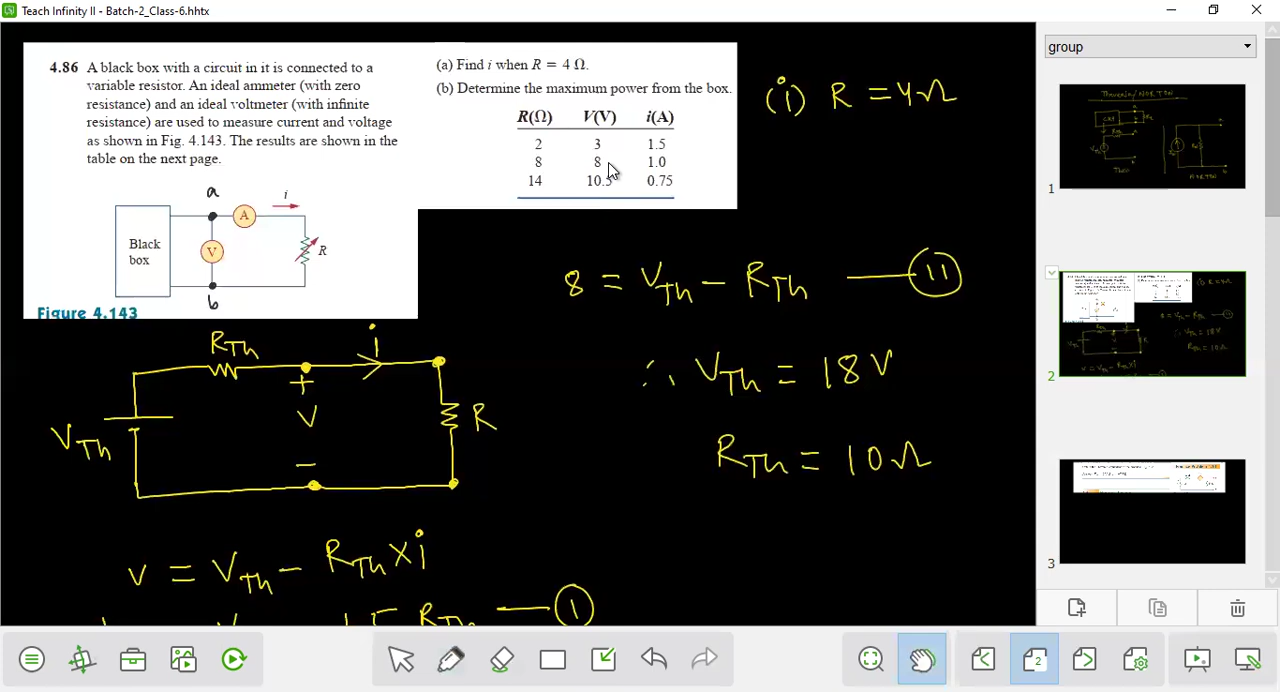 Teach Infinity II - Batch-2_Class-6.hhtx
4.86 A black box with a circuit in it is connected to a
variable resistor. An ideal ammeter (with zero
resistance) and an ideal voltmeter (with infinite
resistance) are used to measure current and voltage
as shown in Fig. 4.143. The results are shown in the
table on the next page.
a
i
A
Black
box
V
R
b
Figure 4.143
(a) Find i when R = 4 Ω.
(b) Determine the maximum power from the box.
R(Ω) V(V) i(A)
2 3 1.5
8 8 1.0
14 10.5 0.75
(i) R = 4Ω
8 = VTh - RTh — II
∴ VTh = 18 V
RTh = 10 Ω
RTh
i
+
V
-
VTh
R
v = VTh - RTh × i
RTh — I
group
1
2
3
2